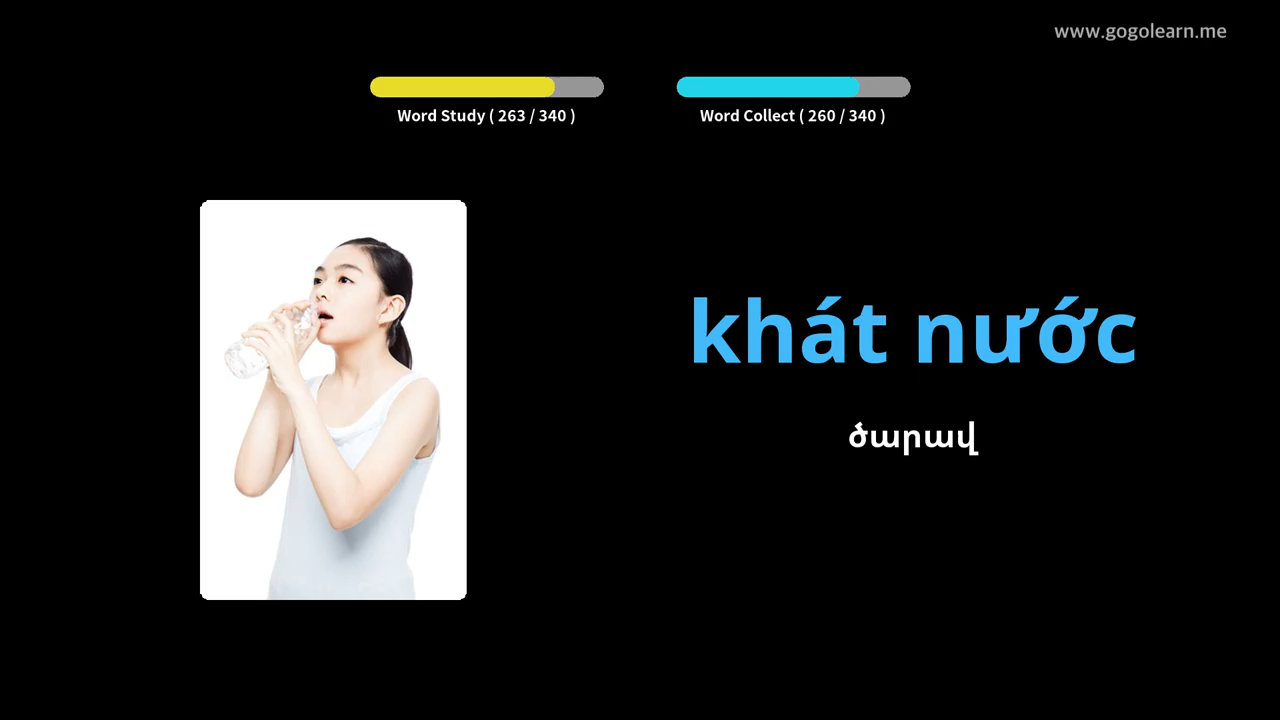 www.gogolearn.me
Word Study ( 263 / 340 )
Word Collect ( 260 / 340 )
khát nước
ծարավ